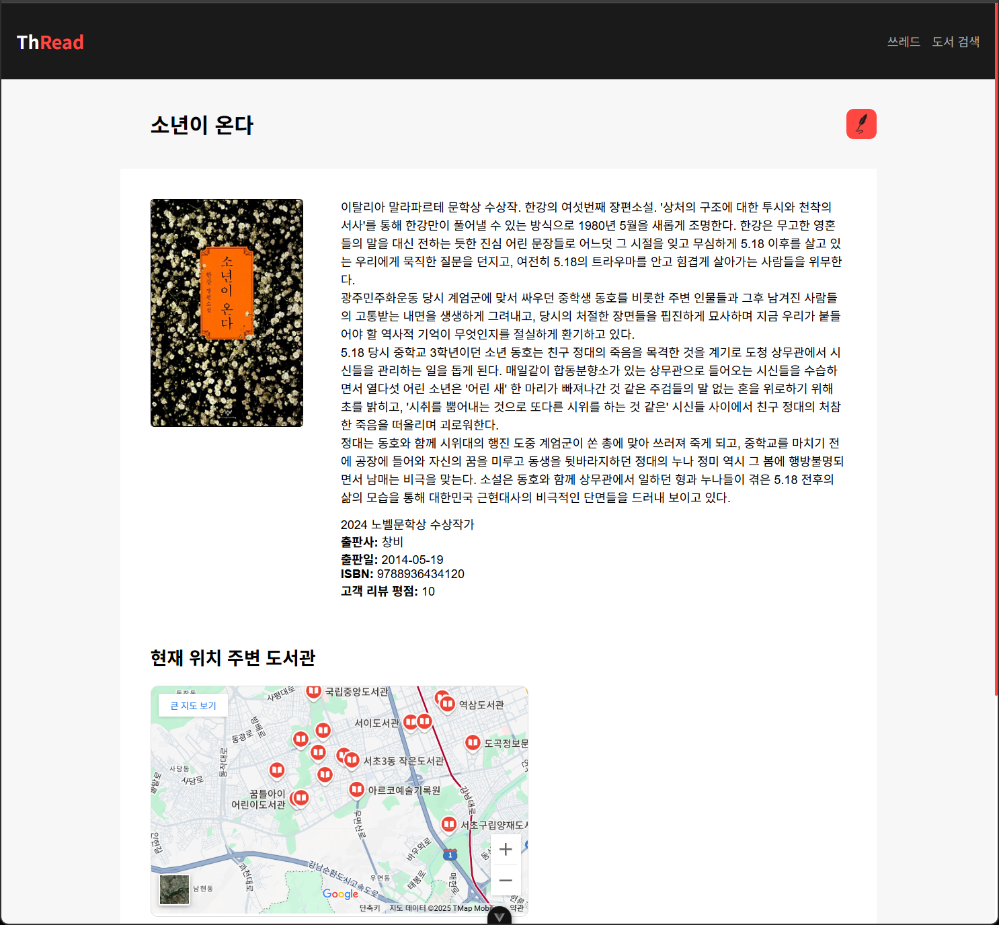 ThRead
쓰레드 도서 검색
소년이 온다
소년이 온다
한강 장편소설
이탈리아 말라파르테 문학상 수상작. 한강의 여섯번째 장편소설. '상처의 구조에 대한 투시와 천착의
서사'를 통해 한강만이 풀어낼 수 있는 방식으로 1980년 5월을 새롭게 조명한다. 한강은 무고한 영혼
들의 말을 대신 전하는 듯한 진심 어린 문장들로 어느덧 그 시절을 잊고 무심하게 5.18 이후를 살고 있
는 우리에게 묵직한 질문을 던지고, 여전히 5.18의 트라우마를 안고 힘겹게 살아가는 사람들을 위무한
다.
광주민주화운동 당시 계엄군에 맞서 싸우던 중학생 동호를 비롯한 주변 인물들과 그후 남겨진 사람들
의 고통받는 내면을 생생하게 그려내고, 당시의 처절한 장면들을 핍진하게 묘사하며 지금 우리가 붙들
어야 할 역사적 기억이 무엇인지를 절실하게 환기하고 있다.
5.18 당시 중학교 3학년이던 소년 동호는 친구 정대의 죽음을 목격한 것을 계기로 도청 상무관에서 시
신들을 관리하는 일을 돕게 된다. 매일같이 합동분향소가 있는 상무관으로 들어오는 시신들을 수습하
면서 열다섯 어린 소년은 '어린 새' 한 마리가 빠져나간 것 같은 주검들의 말 없는 혼을 위로하기 위해
초를 밝히고, '시취를 뿜어내는 것으로 또다른 시위를 하는 것 같은' 시신들 사이에서 친구 정대의 처참
한 죽음을 떠올리며 괴로워한다.
정대는 동호와 함께 시위대의 행진 도중 계엄군이 쏜 총에 맞아 쓰러져 죽게 되고, 중학교를 마치기 전
에 공장에 들어와 자신의 꿈을 미루고 동생을 뒷바라지하던 정대의 누나 정미 역시 그 봄에 행방불명되
면서 남매는 비극을 맞는다. 소설은 동호와 함께 상무관에서 일하던 형과 누나들이 겪은 5.18 전후의
삶의 모습을 통해 대한민국 근현대사의 비극적인 단면들을 드러내 보이고 있다.
2024 노벨문학상 수상작가
출판사: 창비
출판일: 2014-05-19
ISBN: 9788936434120
고객 리뷰 평점: 10
현재 위치 주변 도서관
큰 지도 보기
사평대로
국립중앙도서관
역삼도서관
서이도서관
방배로
동광로
도곡정보문
동작대로
서초3동 작은도서관
사당동
사당로
솔밭로
꿈틀아이
어린이도서관
아르코예술기록원
강남대로
우면산로
서초구립양재도서
인헌길
바우뫼로
1
과천대로
강남순환도시고속도로
우면동
태봉로
매헌로
남현동
Google
단축키
지도 데이터 ©2025 TMap Mobili
약관